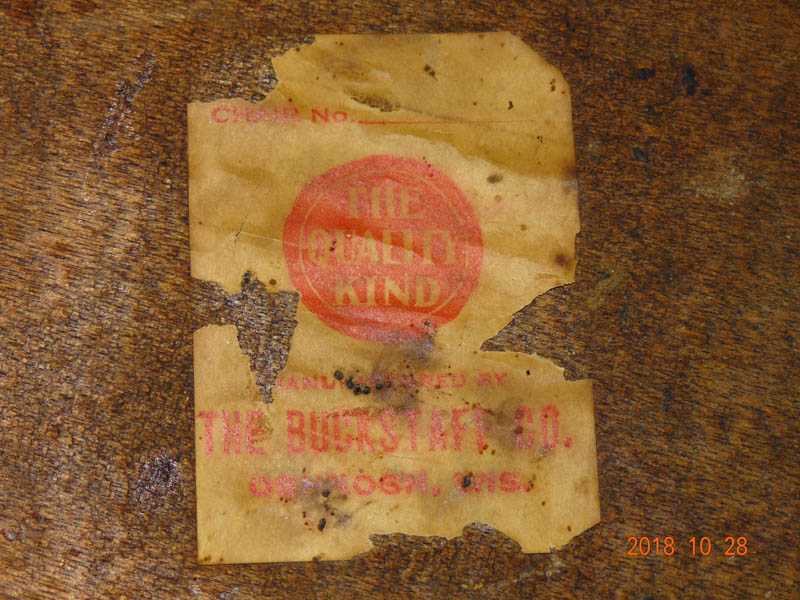 CHAIR No.
THE
QUALITY
KIND
MANUFACTURED BY
THE BUCKSTAFF CO.
OSHKOSH, WIS.
2018 10 28